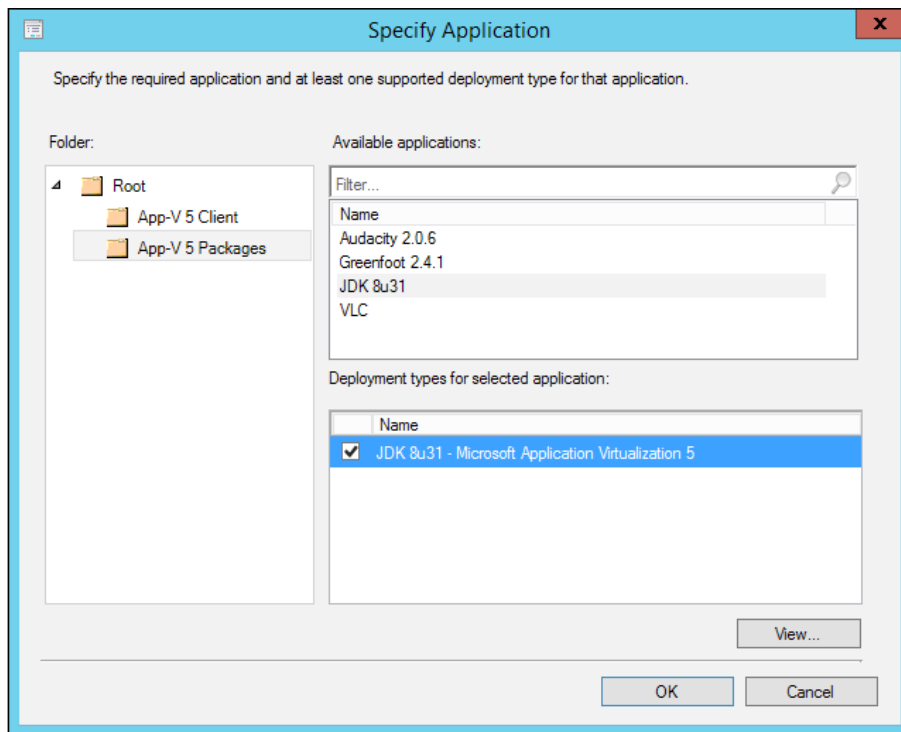 Specify Application
x
Specify the required application and at least one supported deployment type for that application.
Folder:
Root
App-V 5 Client
App-V 5 Packages
Available applications:
Filter...
Name
Audacity 2.0.6
Greenfoot 2.4.1
JDK 8u31
VLC
Deployment types for selected application:
Name
JDK 8u31 - Microsoft Application Virtualization 5
View...
OK
Cancel